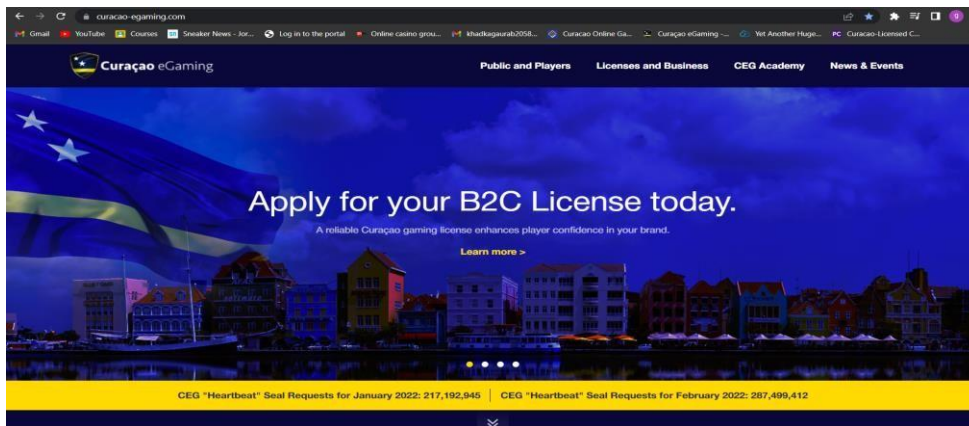 curacao-egaming.com
Gmail YouTube Courses Sneaker News - Jor... Log in to the portal Online casino grou... khadkagaurab2058... Curacao Online Ga... Curaçao eGaming -... Yet Another Huge... Curacao-Licensed C...
Curaçao eGaming Public and Players Licenses and Business CEG Academy News & Events
Apply for your B2C License today.
A reliable Curaçao gaming license enhances player confidence in your brand.
Learn more >
CEG "Heartbeat" Seal Requests for January 2022: 217,192,945 | CEG "Heartbeat" Seal Requests for February 2022: 287,499,412